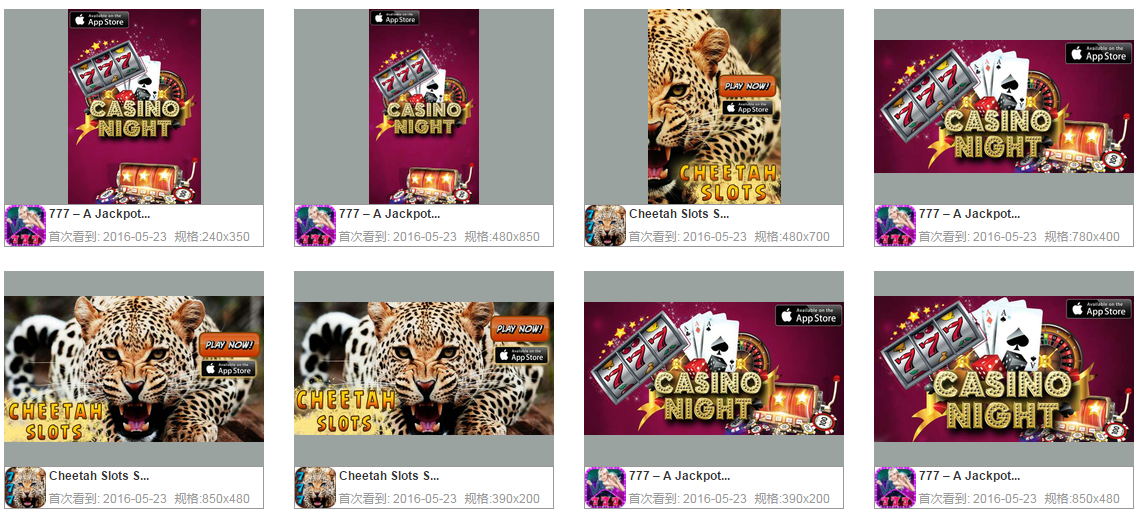 Available on the
App Store
777
CASINO
NIGHT
777 – A Jackpot...
首次看到: 2016-05-23 规格:240x350
Available on the
App Store
777
CASINO
NIGHT
777 – A Jackpot...
首次看到: 2016-05-23 规格:480x850
PLAY NOW!
Available on the
App Store
CHEETAH
SLOTS
777
Cheetah Slots S...
首次看到: 2016-05-23 规格:480x700
Available on the
App Store
777
CASINO
NIGHT
777 – A Jackpot...
首次看到: 2016-05-23 规格:780x400
PLAY NOW!
Available on the
App Store
CHEETAH
SLOTS
777
Cheetah Slots S...
首次看到: 2016-05-23 规格:850x480
PLAY NOW!
Available on the
App Store
CHEETAH
SLOTS
777
Cheetah Slots S...
首次看到: 2016-05-23 规格:390x200
Available on the
App Store
777
CASINO
NIGHT
777 – A Jackpot...
首次看到: 2016-05-23 规格:390x200
Available on the
App Store
777
CASINO
NIGHT
777 – A Jackpot...
首次看到: 2016-05-23 规格:850x480